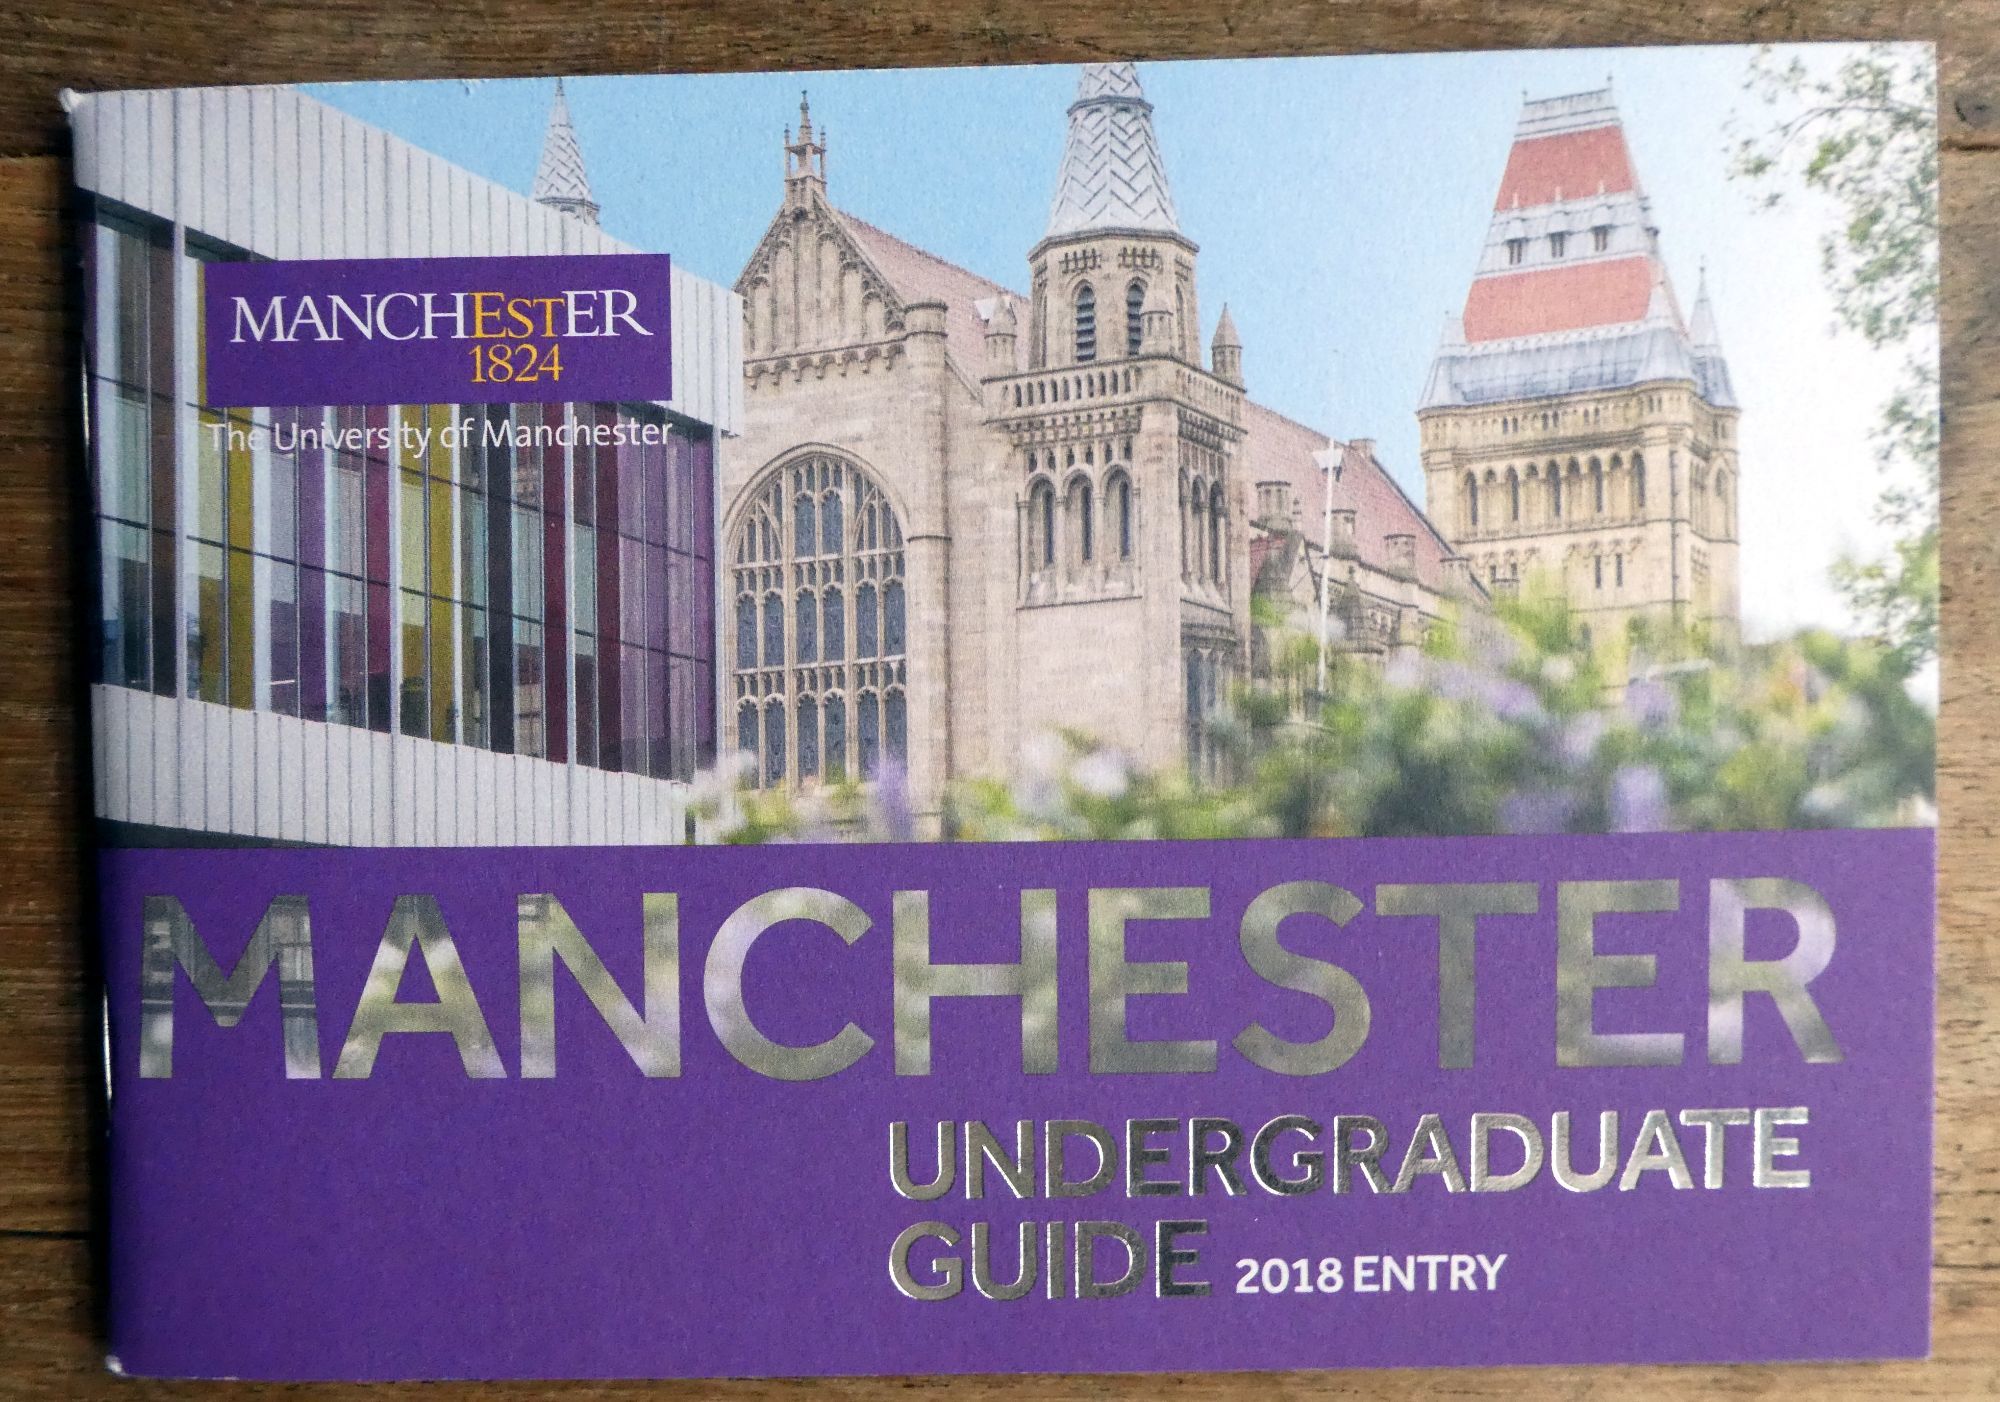 MANCHESTER
1824
The University of Manchester
MANCHESTER
UNDERGRADUATE
GUIDE 2018 ENTRY